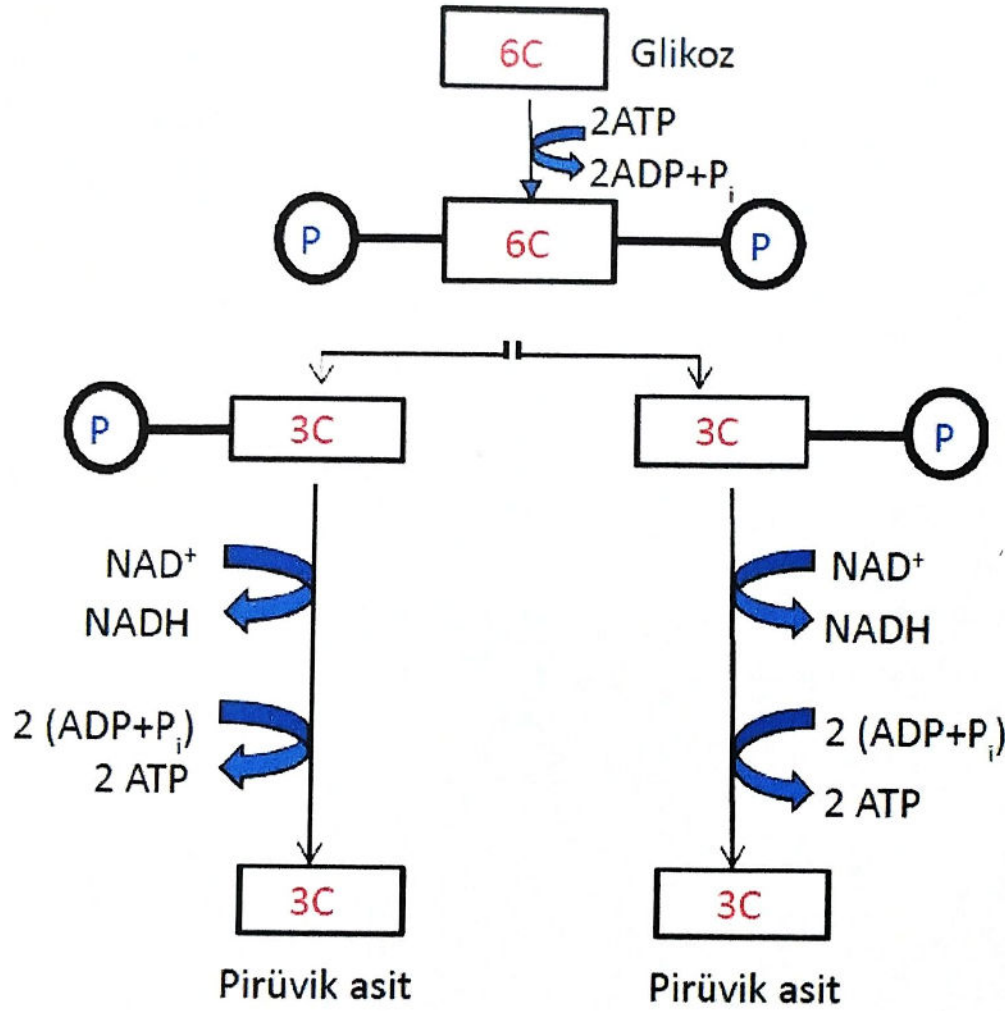 6C Glikoz
2ATP
2ADP+Pi
P 6C P
P 3C
3C P
NAD+
NADH
NAD+
NADH
2 (ADP+Pi)
2 ATP
2 (ADP+Pi)
2 ATP
3C
3C
Pirüvik asit
Pirüvik asit